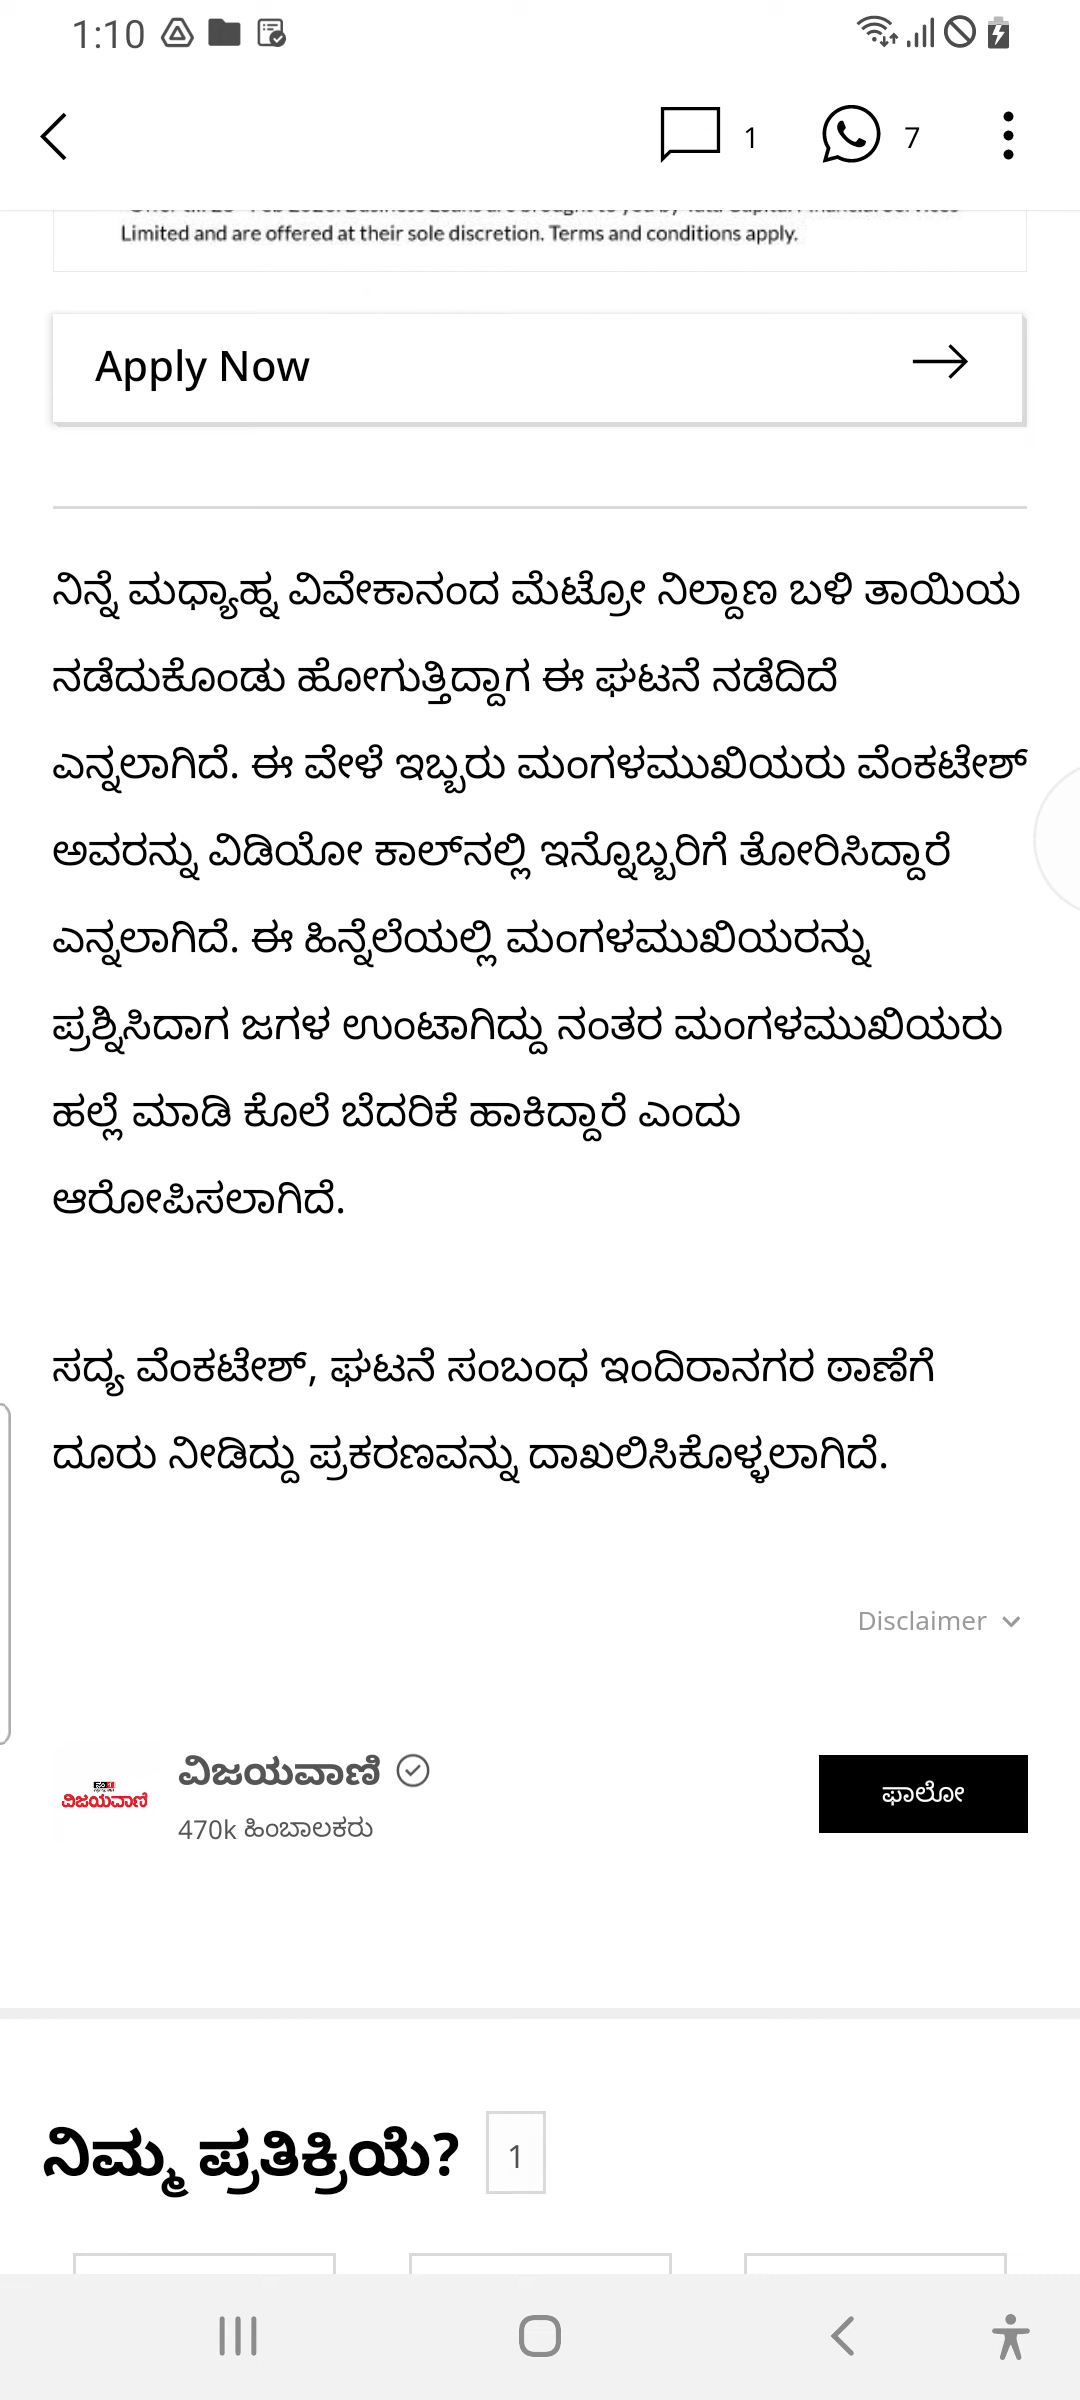 1:10
1
7
Limited and are offered at their sole discretion. Terms and conditions apply.
Apply Now
ನಿನ್ನೆ ಮಧ್ಯಾಹ್ನ ವಿವೇಕಾನಂದ ಮೆಟ್ರೋ ನಿಲ್ದಾಣ ಬಳಿ ತಾಯಿಯ
ನಡೆದುಕೊಂಡು ಹೋಗುತ್ತಿದ್ದಾಗ ಈ ಘಟನೆ ನಡೆದಿದೆ
ಎನ್ನಲಾಗಿದೆ. ಈ ವೇಳೆ ಇಬ್ಬರು ಮಂಗಳಮುಖಿಯರು ವೆಂಕಟೇಶ್
ಅವರನ್ನು ವಿಡಿಯೋ ಕಾಲ್‌ನಲ್ಲಿ ಇನ್ನೊಬ್ಬರಿಗೆ ತೋರಿಸಿದ್ದಾರೆ
ಎನ್ನಲಾಗಿದೆ. ಈ ಹಿನ್ನೆಲೆಯಲ್ಲಿ ಮಂಗಳಮುಖಿಯರನ್ನು
ಪ್ರಶ್ನಿಸಿದಾಗ ಜಗಳ ಉಂಟಾಗಿದ್ದು ನಂತರ ಮಂಗಳಮುಖಿಯರು
ಹಲ್ಲೆ ಮಾಡಿ ಕೊಲೆ ಬೆದರಿಕೆ ಹಾಕಿದ್ದಾರೆ ಎಂದು
ಆರೋಪಿಸಲಾಗಿದೆ.
ಸದ್ಯ ವೆಂಕಟೇಶ್, ಘಟನೆ ಸಂಬಂಧ ಇಂದಿರಾನಗರ ಠಾಣೆಗೆ
ದೂರು ನೀಡಿದ್ದು ಪ್ರಕರಣವನ್ನು ದಾಖಲಿಸಿಕೊಳ್ಳಲಾಗಿದೆ.
Disclaimer
ವಿಜಯವಾಣಿ
ವಿಜಯವಾಣಿ
470k ಹಿಂಬಾಲಕರು
ಫಾಲೋ
ನಿಮ್ಮ ಪ್ರತಿಕ್ರಿಯೆ? 1